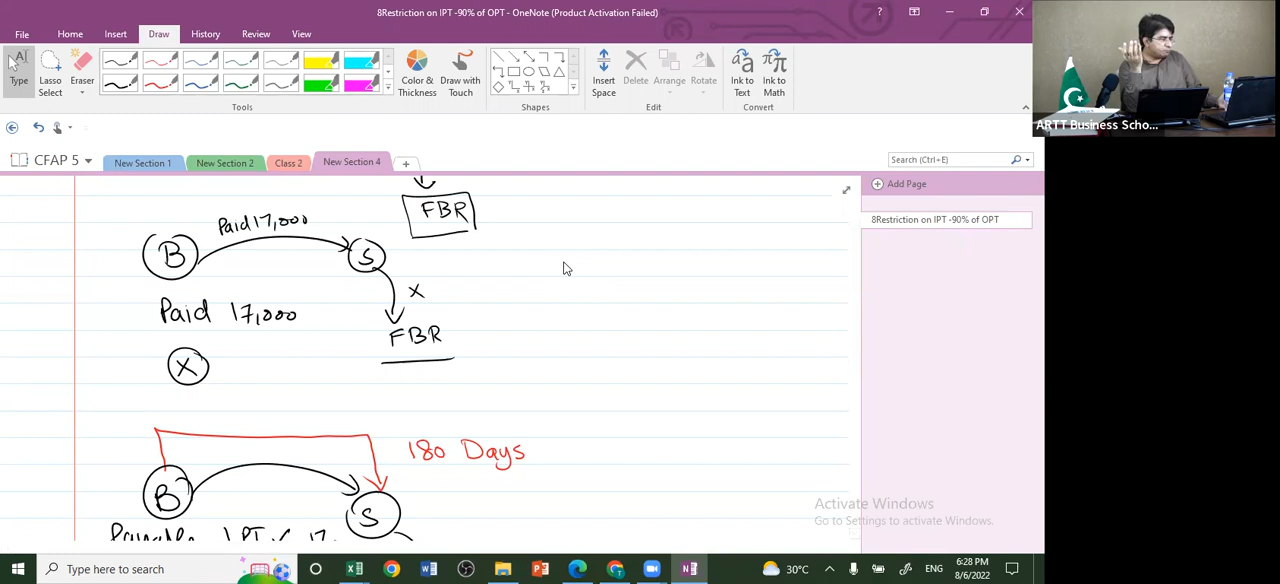 8Restriction on IPT -90% of OPT - OneNote (Product Activation Failed)
File Home Insert Draw History Review View
Type
Lasso Select
Eraser
Color & Thickness
Draw with Touch
Insert Space
Delete
Arrange
Rotate
Ink to Text
Ink to Math
Tools
Shapes
Edit
Convert
ARTT Business Scho...
CFAP 5
New Section 1
New Section 2
Class 2
New Section 4
Search (Ctrl+E)
Add Page
8Restriction on IPT -90% of OPT
FBR
Paid 17,000
B
S
X
Paid 17,000
FBR
X
180 Days
B
S
Payable IPT
Activate Windows
Go to Settings to activate Windows.
Type here to search
30°C
ENG
6:28 PM
8/6/2022